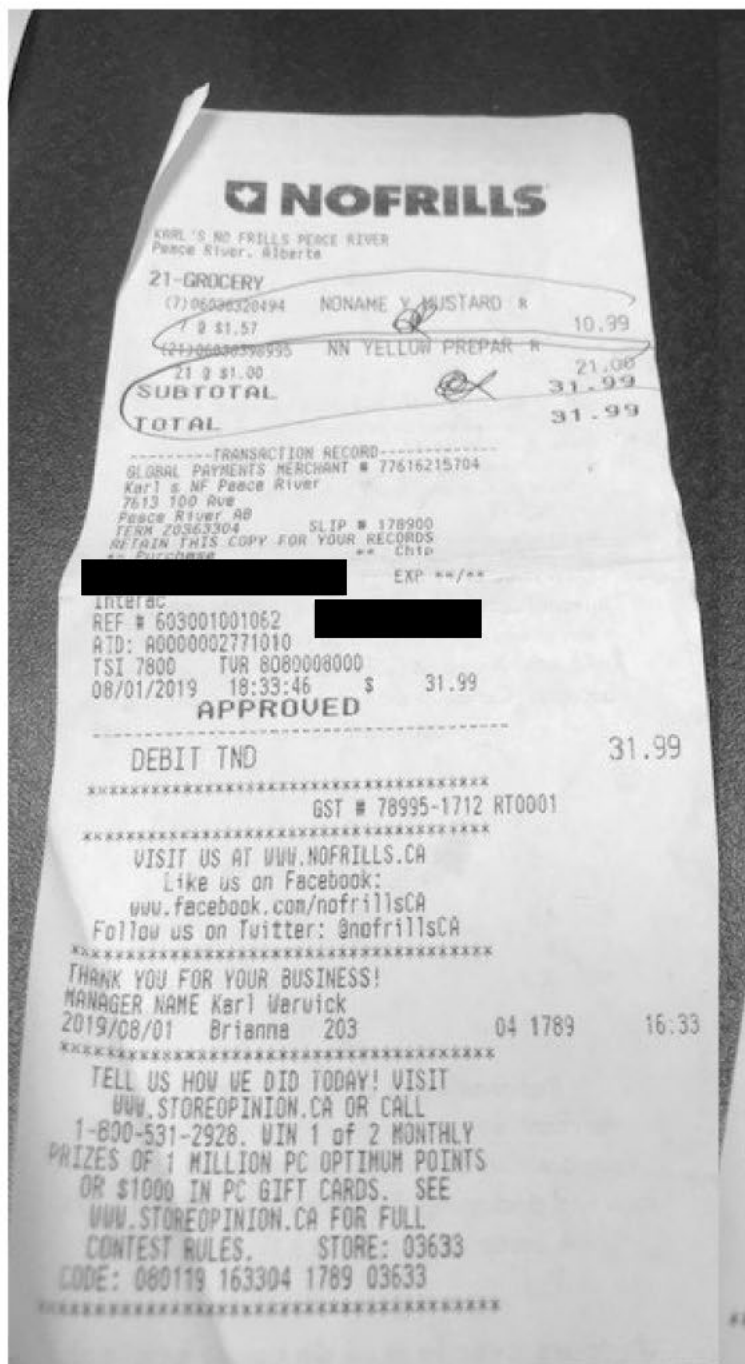 NOFRILLS
KARL'S NO FRILLS PEACE RIVER
Peace River, Alberta
21-GROCERY
(7)06038320494 NONAME Y MUSTARD R
7 @ $1.57 10.99
(21)06038398995 NN YELLOW PREPAR R
21 @ $1.00 21.00
SUBTOTAL 31.99
TOTAL 31.99
---------TRANSACTION RECORD-------------
GLOBAL PAYMENTS MERCHANT # 77616215704
Karl s NF Peace River
7613 100 Ave
Peace River AB
TERM Z0363304 SLIP # 178900
RETAIN THIS COPY FOR YOUR RECORDS
** Purchase ** Chip
EXP **/**
Interac
REF # 603001001062
AID: A0000002771010
TSI 7800 TVR 8080008000
08/01/2019 18:33:46 $ 31.99
APPROVED
DEBIT TND 31.99
GST # 78995-1712 RT0001
VISIT US AT WWW.NOFRILLS.CA
Like us on Facebook:
www.facebook.com/nofrillsCA
Follow us on Twitter: @nofrillsCA
THANK YOU FOR YOUR BUSINESS!
MANAGER NAME Karl Warwick
2019/08/01 Brianna 203 04 1789 16:33
TELL US HOW WE DID TODAY! VISIT
WWW.STOREOPINION.CA OR CALL
1-800-531-2928. WIN 1 of 2 MONTHLY
PRIZES OF 1 MILLION PC OPTIMUM POINTS
OR $1000 IN PC GIFT CARDS. SEE
WWW.STOREOPINION.CA FOR FULL
CONTEST RULES. STORE: 03633
CODE: 080119 163304 1789 03633